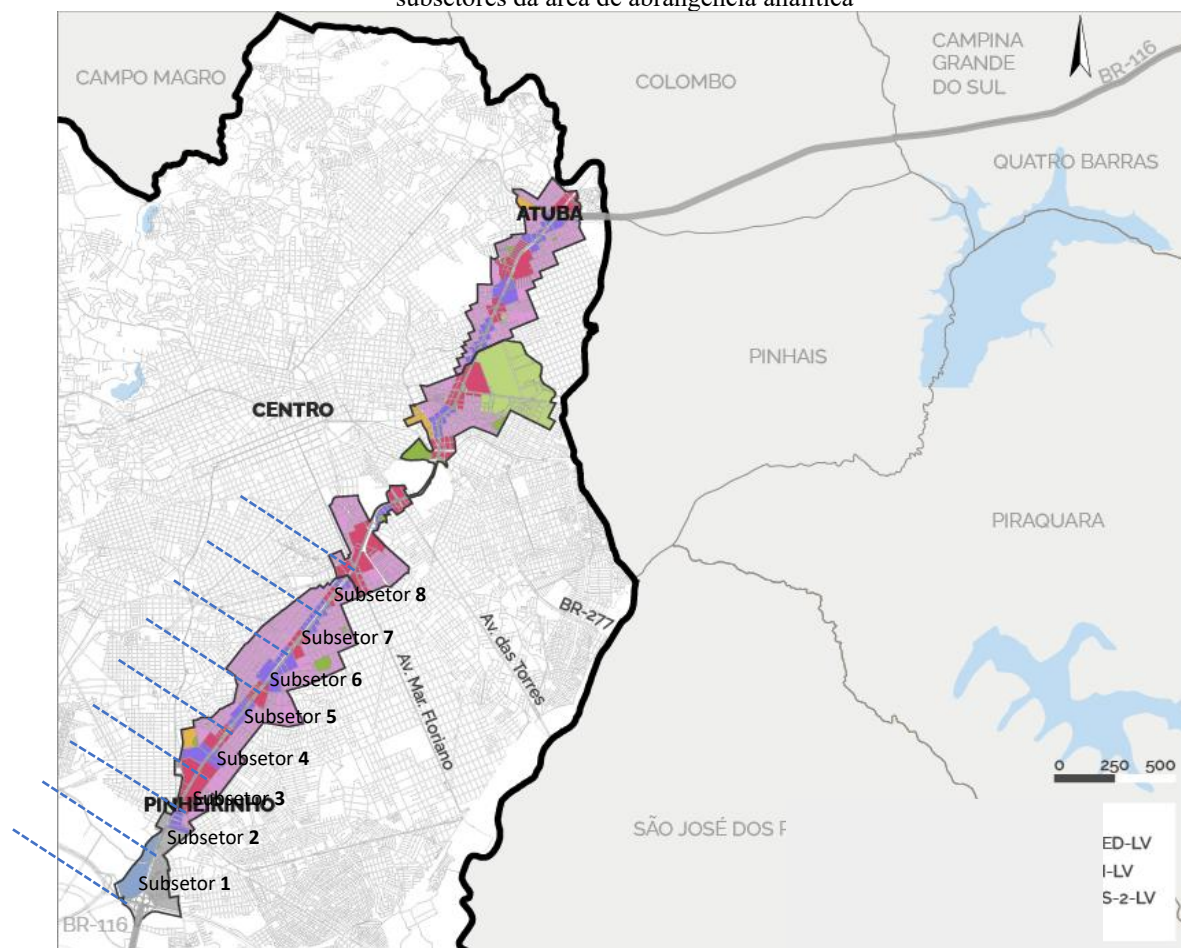 subsetores da área de abrangência analítica
CAMPO MAGRO
COLOMBO
CAMPINA
GRANDE
DO SUL
BR-116
QUATRO BARRAS
ATUBA
PINHAIS
CENTRO
PIRAQUARA
BR-277
Av. das Torres
Av. Mar. Floriano
Subsetor 8
Subsetor 7
Subsetor 6
Subsetor 5
Subsetor 4
Subsetor 3
PINHEIRINHO
Subsetor 2
Subsetor 1
BR-116
SÃO JOSÉ DOS P
0 250 500
ED-LV
I-LV
S-2-LV